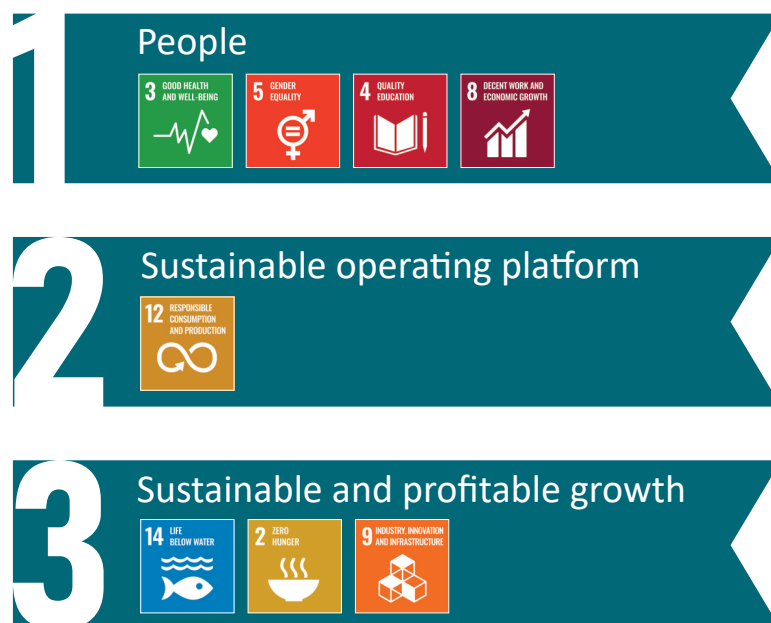 1
People
3 GOOD HEALTH
AND WELL-BEING
5 GENDER
EQUALITY
4 QUALITY
EDUCATION
8 DECENT WORK AND
ECONOMIC GROWTH
2
Sustainable operating platform
12 RESPONSIBLE
CONSUMPTION
AND PRODUCTION
3
Sustainable and profitable growth
14 LIFE
BELOW WATER
2 ZERO
HUNGER
9 INDUSTRY, INNOVATION
AND INFRASTRUCTURE